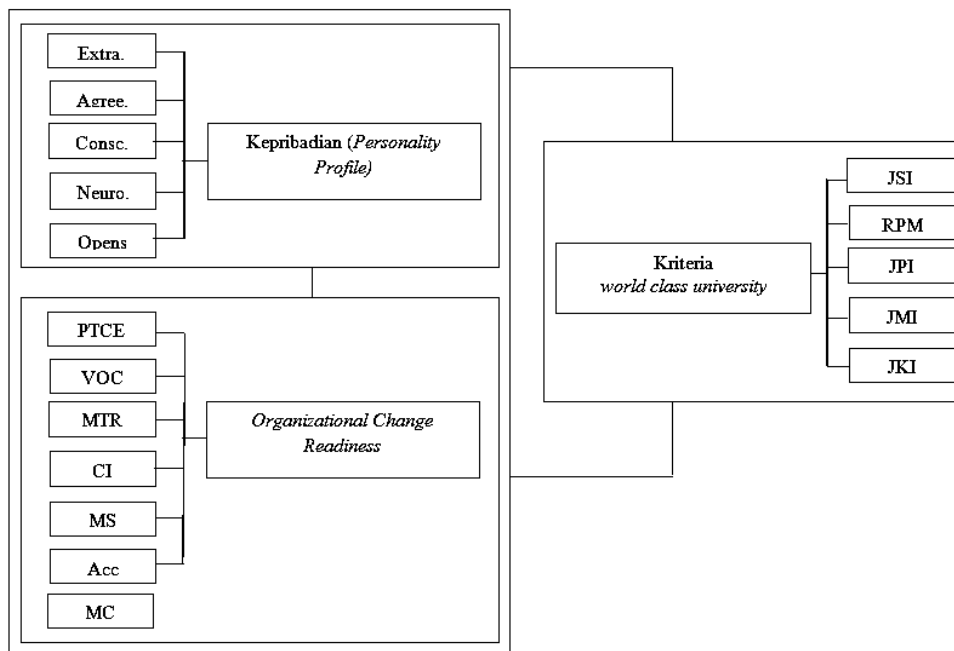 Extra.
Agree.
Consc.
Neuro.
Opens
Kepribadian (Personality
Profile)
PTCE
VOC
MTR
CI
MS
Acc
MC
Organizational Change
Readiness
Kriteria
world class university
JSI
RPM
JPI
JMI
JKI